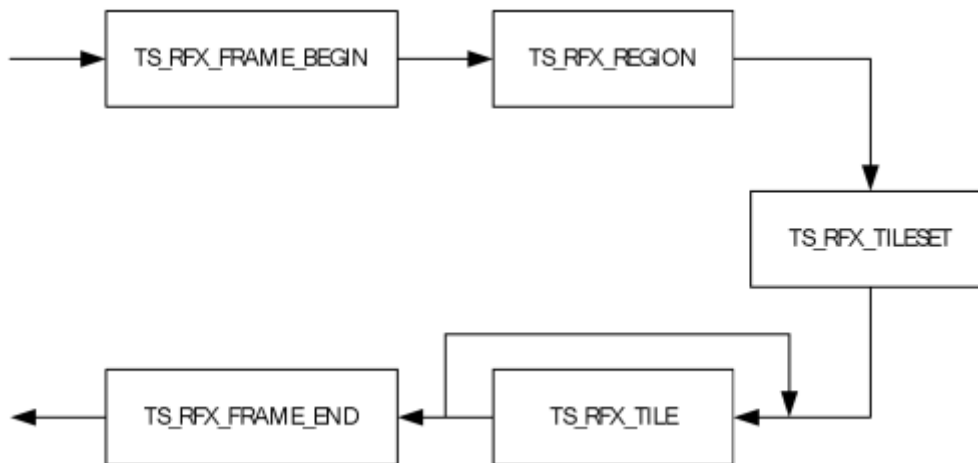 TS_RFX_FRAME_BEGIN
TS_RFX_REGION
TS_RFX_TILESET
TS_RFX_FRAME_END
TS_RFX_TILE